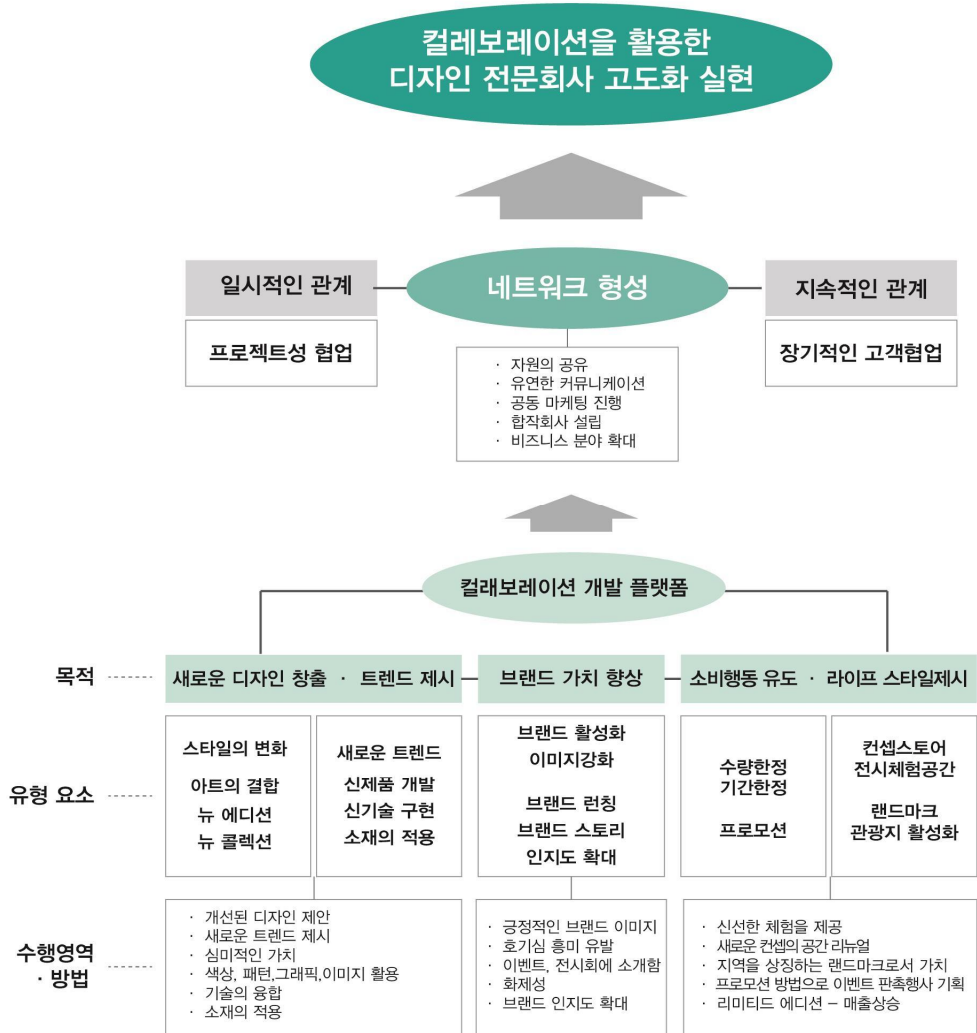 컬레보레이션을 활용한
디자인 전문회사 고도화 실현
일시적인 관계
네트워크 형성
지속적인 관계
프로젝트성 협업
장기적인 고객협업
· 자원의 공유
· 유연한 커뮤니케이션
· 공동 마케팅 진행
· 합작회사 설립
· 비즈니스 분야 확대
컬래보레이션 개발 플랫폼
목적
새로운 디자인 창출 · 트렌드 제시
브랜드 가치 향상
소비행동 유도 · 라이프 스타일제시
유형 요소
스타일의 변화
아트의 결합
뉴 에디션
뉴 콜렉션
새로운 트렌드
신제품 개발
신기술 구현
소재의 적용
브랜드 활성화
이미지강화
브랜드 런칭
브랜드 스토리
인지도 확대
수량한정
기간한정
프로모션
컨셉스토어
전시체험공간
랜드마크
관광지 활성화
수행영역
· 방법
· 개선된 디자인 제안
· 새로운 트렌드 제시
· 심미적인 가치
· 색상, 패턴,그래픽,이미지 활용
· 기술의 융합
· 소재의 적용
· 긍정적인 브랜드 이미지
· 호기심 흥미 유발
· 이벤트, 전시회에 소개함
· 화제성
· 브랜드 인지도 확대
· 신선한 체험을 제공
· 새로운 컨셉의 공간 리뉴얼
· 지역을 상징하는 랜드마크로서 가치
· 프로모션 방법으로 이벤트 판촉행사 기획
· 리미티드 에디션 – 매출상승